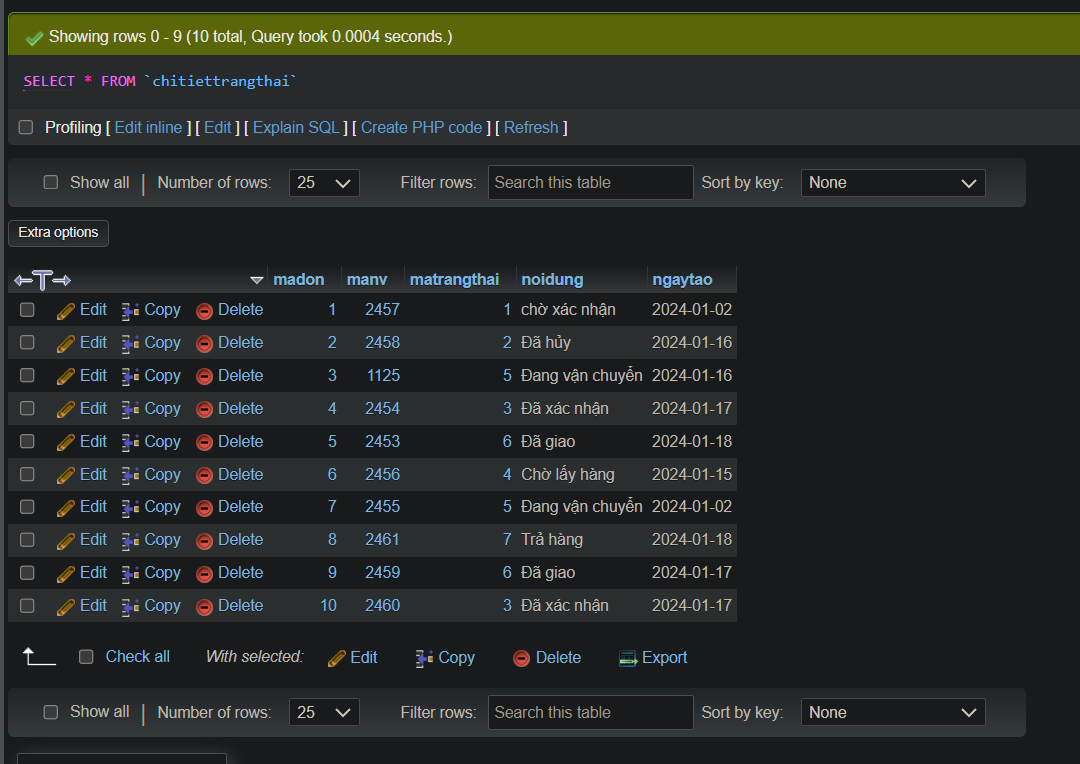 Showing rows 0 - 9 (10 total, Query took 0.0004 seconds.)
SELECT * FROM `chitiettrangthai`
Profiling [ Edit inline ] [ Edit ] [ Explain SQL ] [ Create PHP code ] [ Refresh ]
Show all | Number of rows: 25 Filter rows: Search this table Sort by key: None
Extra options
←T→ madon manv matrangthai noidung ngaytao
Edit Copy Delete 1 2457 1 chờ xác nhận 2024-01-02
Edit Copy Delete 2 2458 2 Đã hủy 2024-01-16
Edit Copy Delete 3 1125 5 Đang vận chuyển 2024-01-16
Edit Copy Delete 4 2454 3 Đã xác nhận 2024-01-17
Edit Copy Delete 5 2453 6 Đã giao 2024-01-18
Edit Copy Delete 6 2456 4 Chờ lấy hàng 2024-01-15
Edit Copy Delete 7 2455 5 Đang vận chuyển 2024-01-02
Edit Copy Delete 8 2461 7 Trả hàng 2024-01-18
Edit Copy Delete 9 2459 6 Đã giao 2024-01-17
Edit Copy Delete 10 2460 3 Đã xác nhận 2024-01-17
Check all With selected: Edit Copy Delete Export
Show all | Number of rows: 25 Filter rows: Search this table Sort by key: None